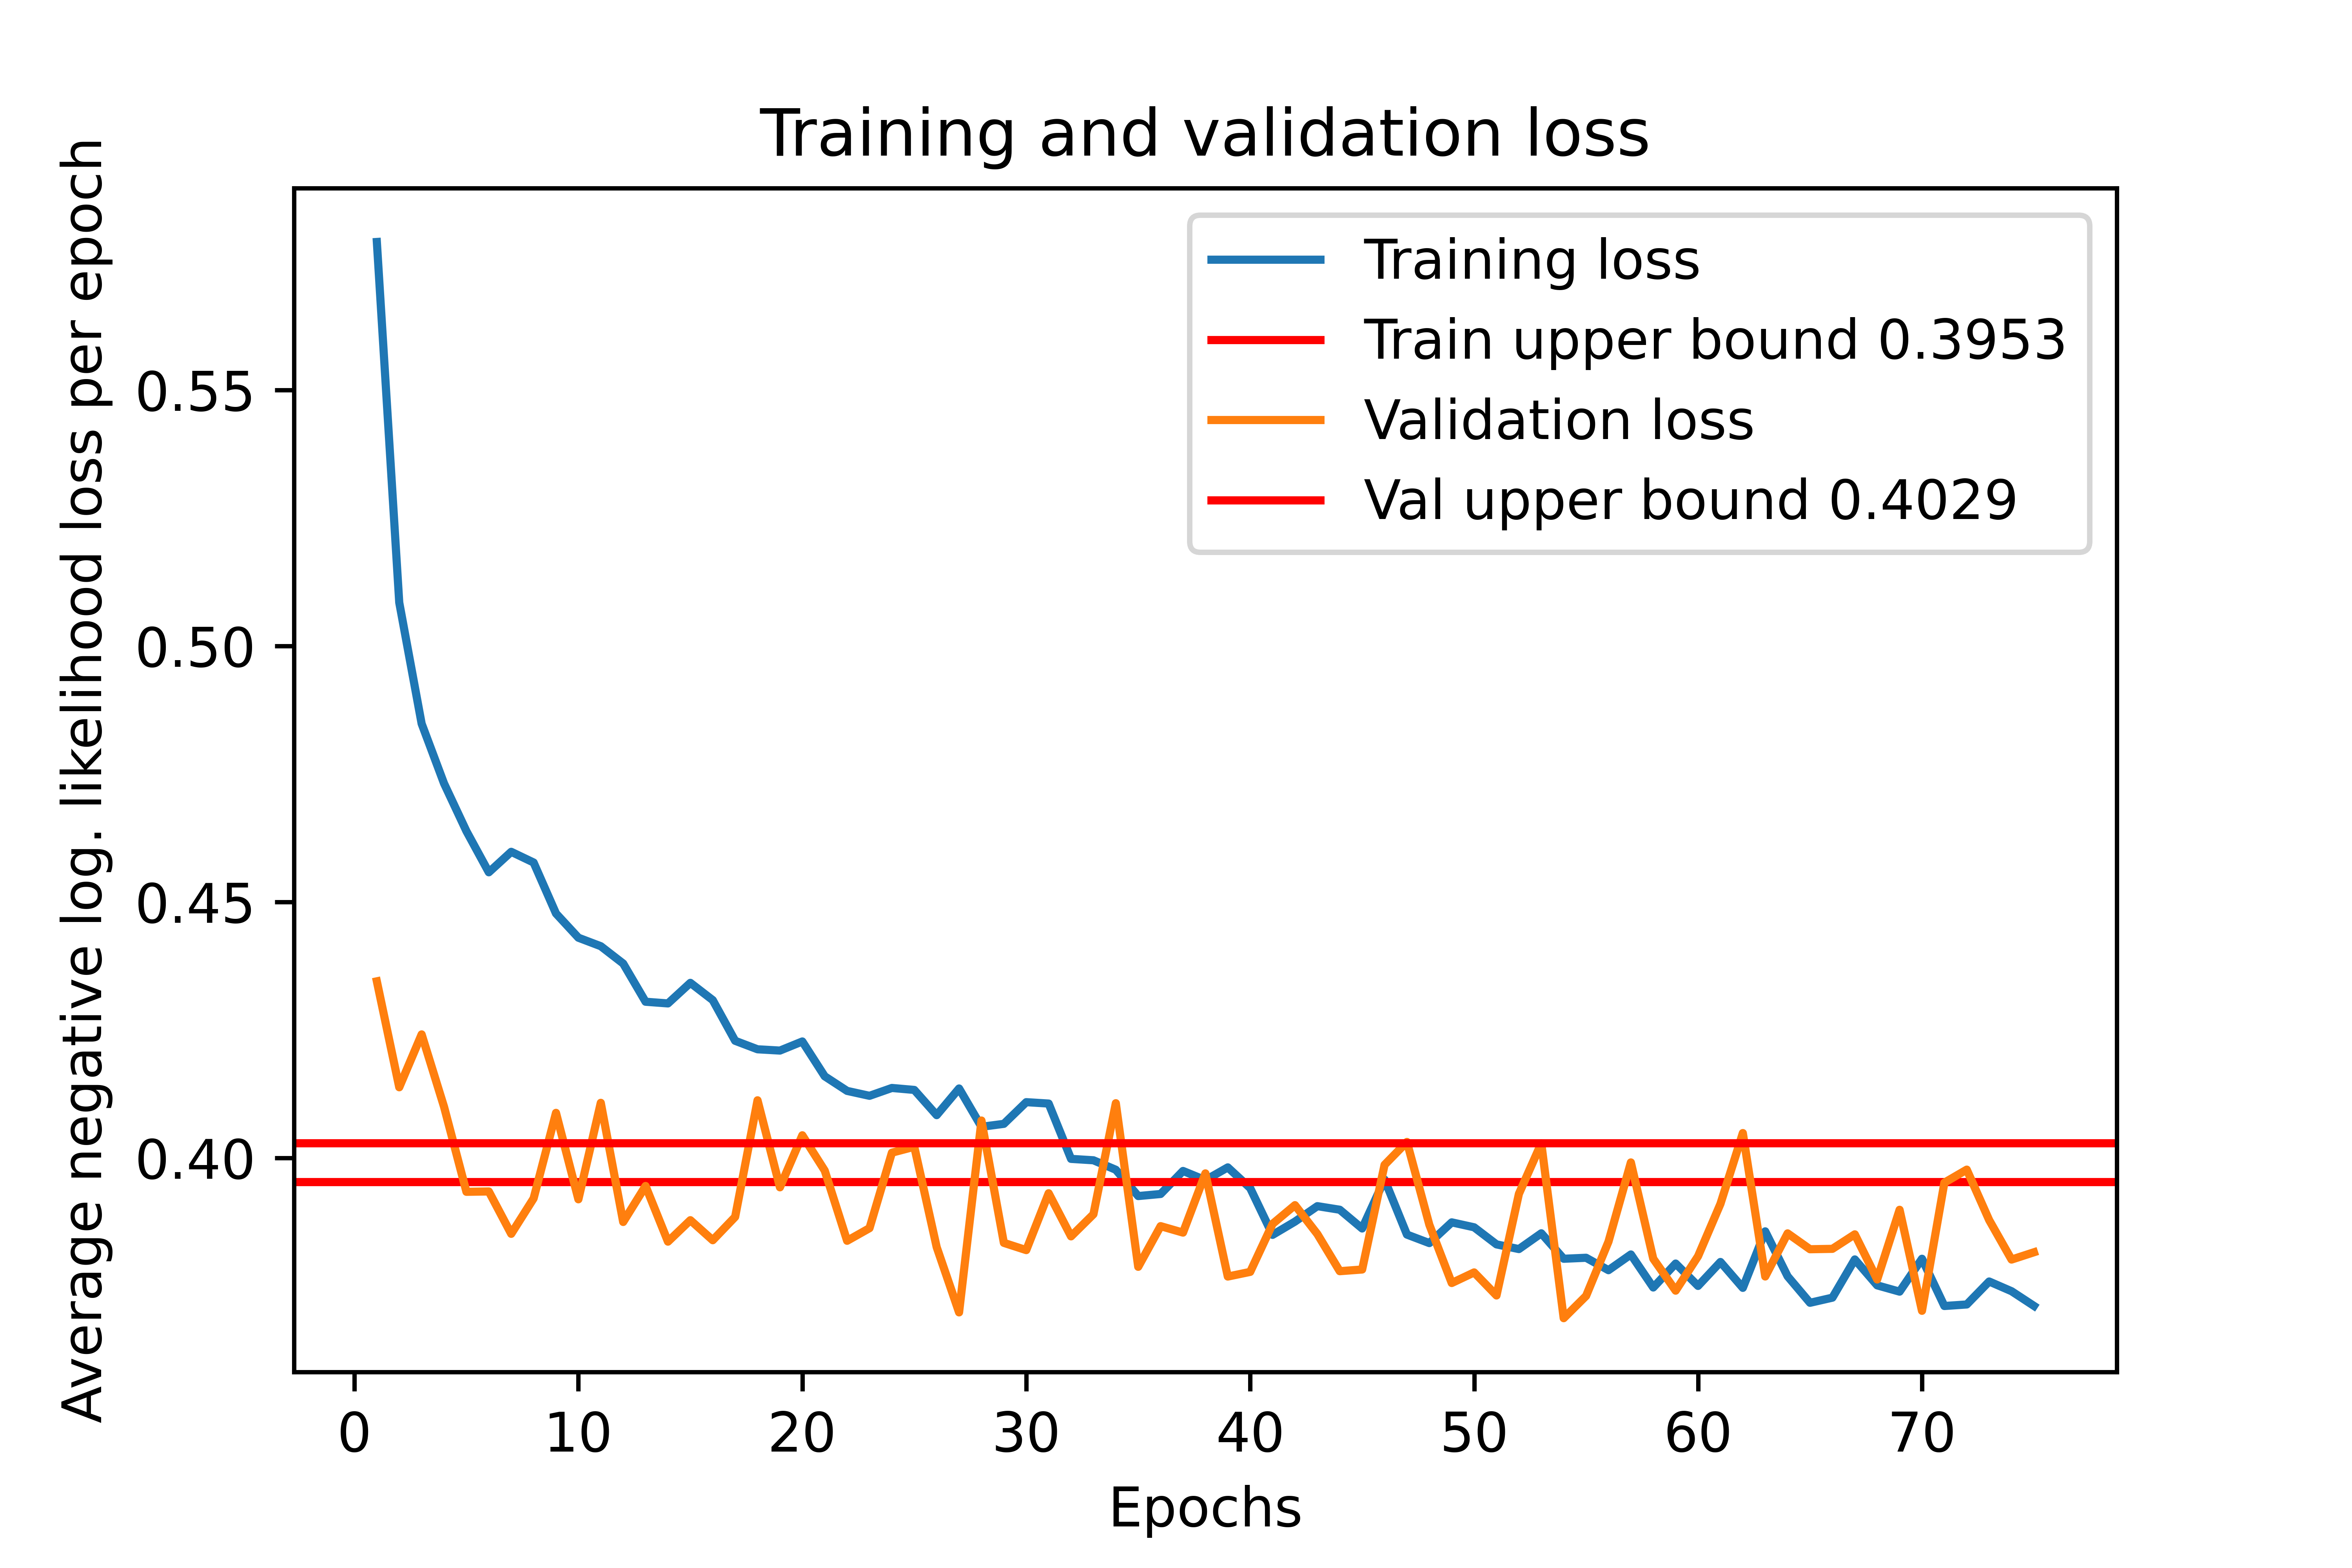 Training and validation loss
Average negative log. likelihood loss per epoch
0.55
0.50
0.45
0.40
Training loss
Train upper bound 0.3953
Validation loss
Val upper bound 0.4029
0 10 20 30 40 50 60 70
Epochs